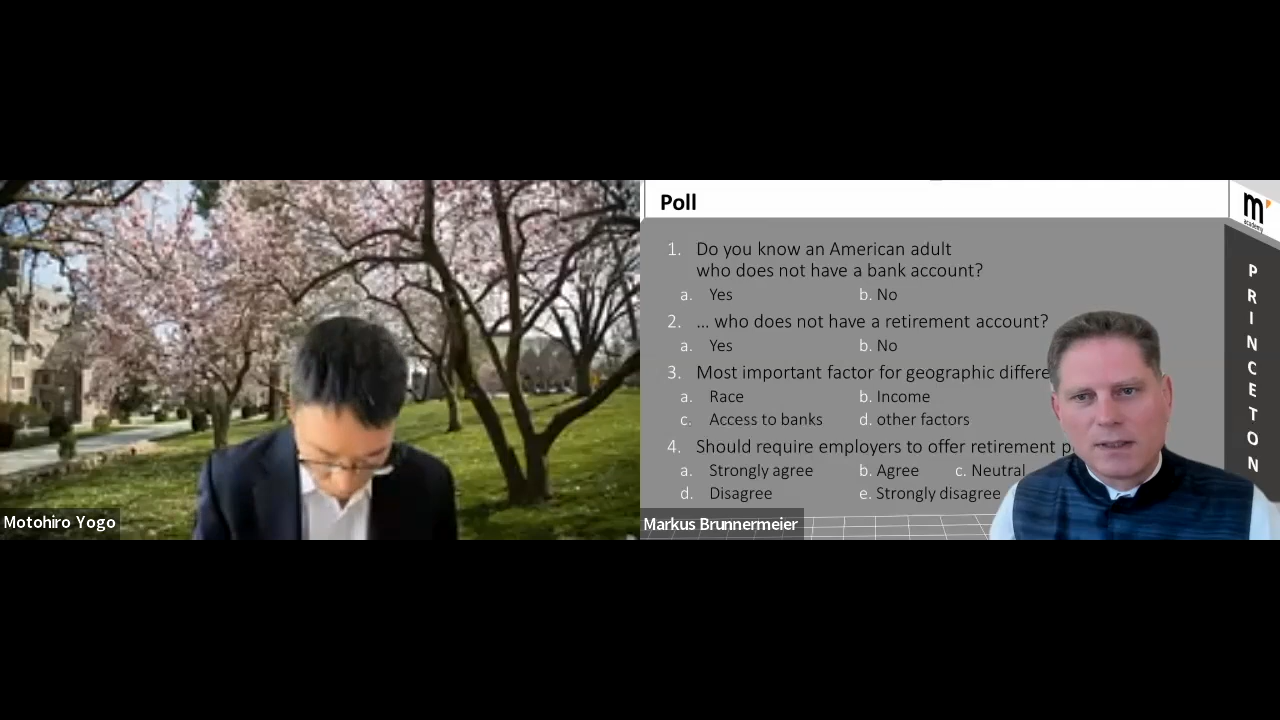 Motohiro Yogo
Poll
1. Do you know an American adult
who does not have a bank account?
a. Yes b. No
2. ... who does not have a retirement account?
a. Yes b. No
3. Most important factor for geographic differe
a. Race b. Income
c. Access to banks d. other factors
4. Should require employers to offer retirement p
a. Strongly agree b. Agree c. Neutral
d. Disagree e. Strongly disagree
Markus Brunnermeier
m'
academy
PRINCETON